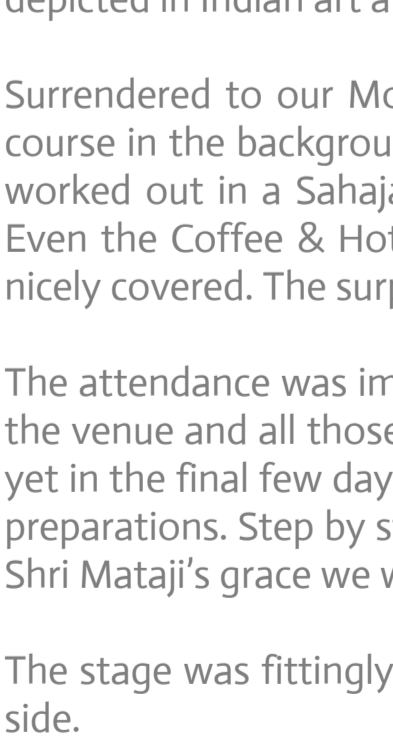 depicted in Indian art a
Surrendered to our Mo
course in the backgrou
worked out in a Sahaja
Even the Coffee & Hot
nicely covered. The surp
The attendance was im
the venue and all those
yet in the final few day
preparations. Step by s
Shri Mataji’s grace we w
The stage was fittingly
side.